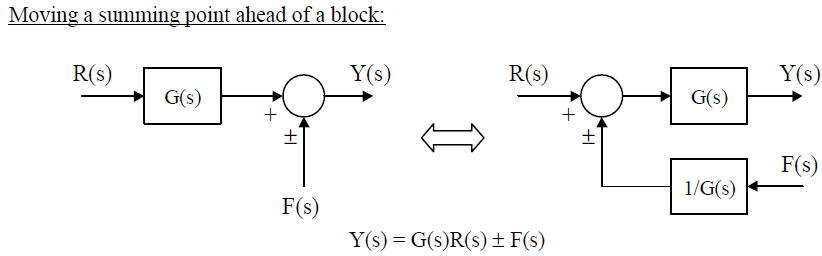 Moving a summing point ahead of a block:
R(s)
G(s)
+
±
Y(s)
F(s)
R(s)
+
±
G(s)
Y(s)
1/G(s)
F(s)
Y(s) = G(s)R(s) ± F(s)